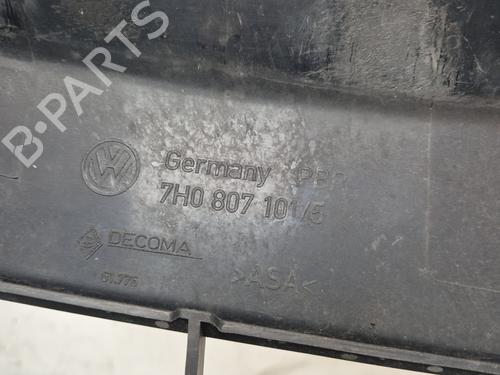 B-PARTS
Germany
7H0 807 101/5
DECOMA
>ASA<